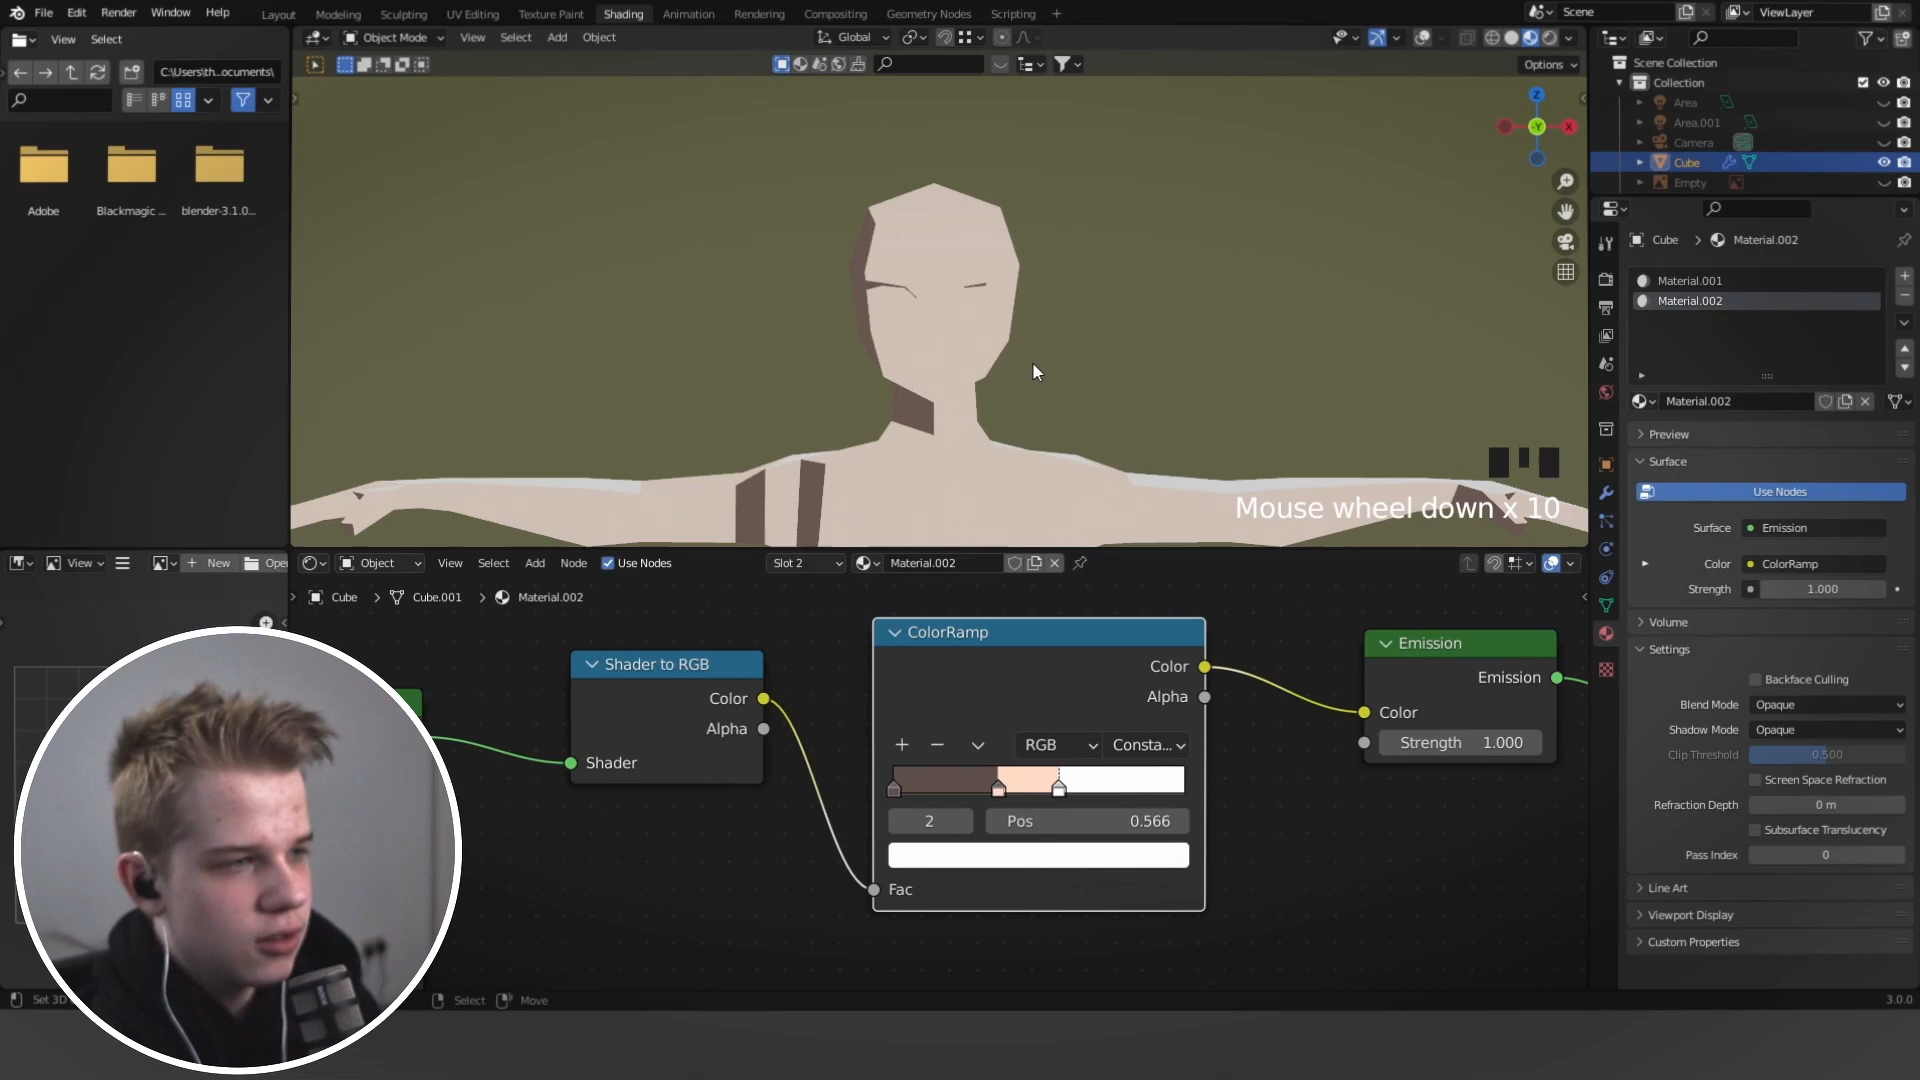 File Edit Render Window Help Layout Modeling Sculpting UV Editing Texture Paint Shading Animation Rendering Compositing Geometry Nodes Scripting + Scene ViewLayer
View Select Object Mode View Select Add Object Global
C:\Users\th..ocuments\ Options
Adobe Blackmagic ... blender-3.1.0...
Z
Y
X
Scene Collection
Collection
Area
Area.001
Camera
Cube
Empty
Cube > Material.002
Material.001
Material.002
Material.002
Preview
Surface
Use Nodes
Surface Emission
Color ColorRamp
Strength 1.000
Volume
Settings
Backface Culling
Blend Mode Opaque
Shadow Mode Opaque
Clip Threshold 0.500
Screen Space Refraction
Refraction Depth 0 m
Subsurface Translucency
Pass Index 0
Line Art
Viewport Display
Custom Properties
Mouse wheel down x 10
View + New Open
Object View Select Add Node Use Nodes Slot 2 Material.002
Cube > Cube.001 > Material.002
Shader to RGB
Color
Alpha
Shader
ColorRamp
Color
Alpha
RGB Consta...
2 Pos 0.566
Fac
Emission
Emission
Color
Strength 1.000
Set 3D Select Move 3.0.0